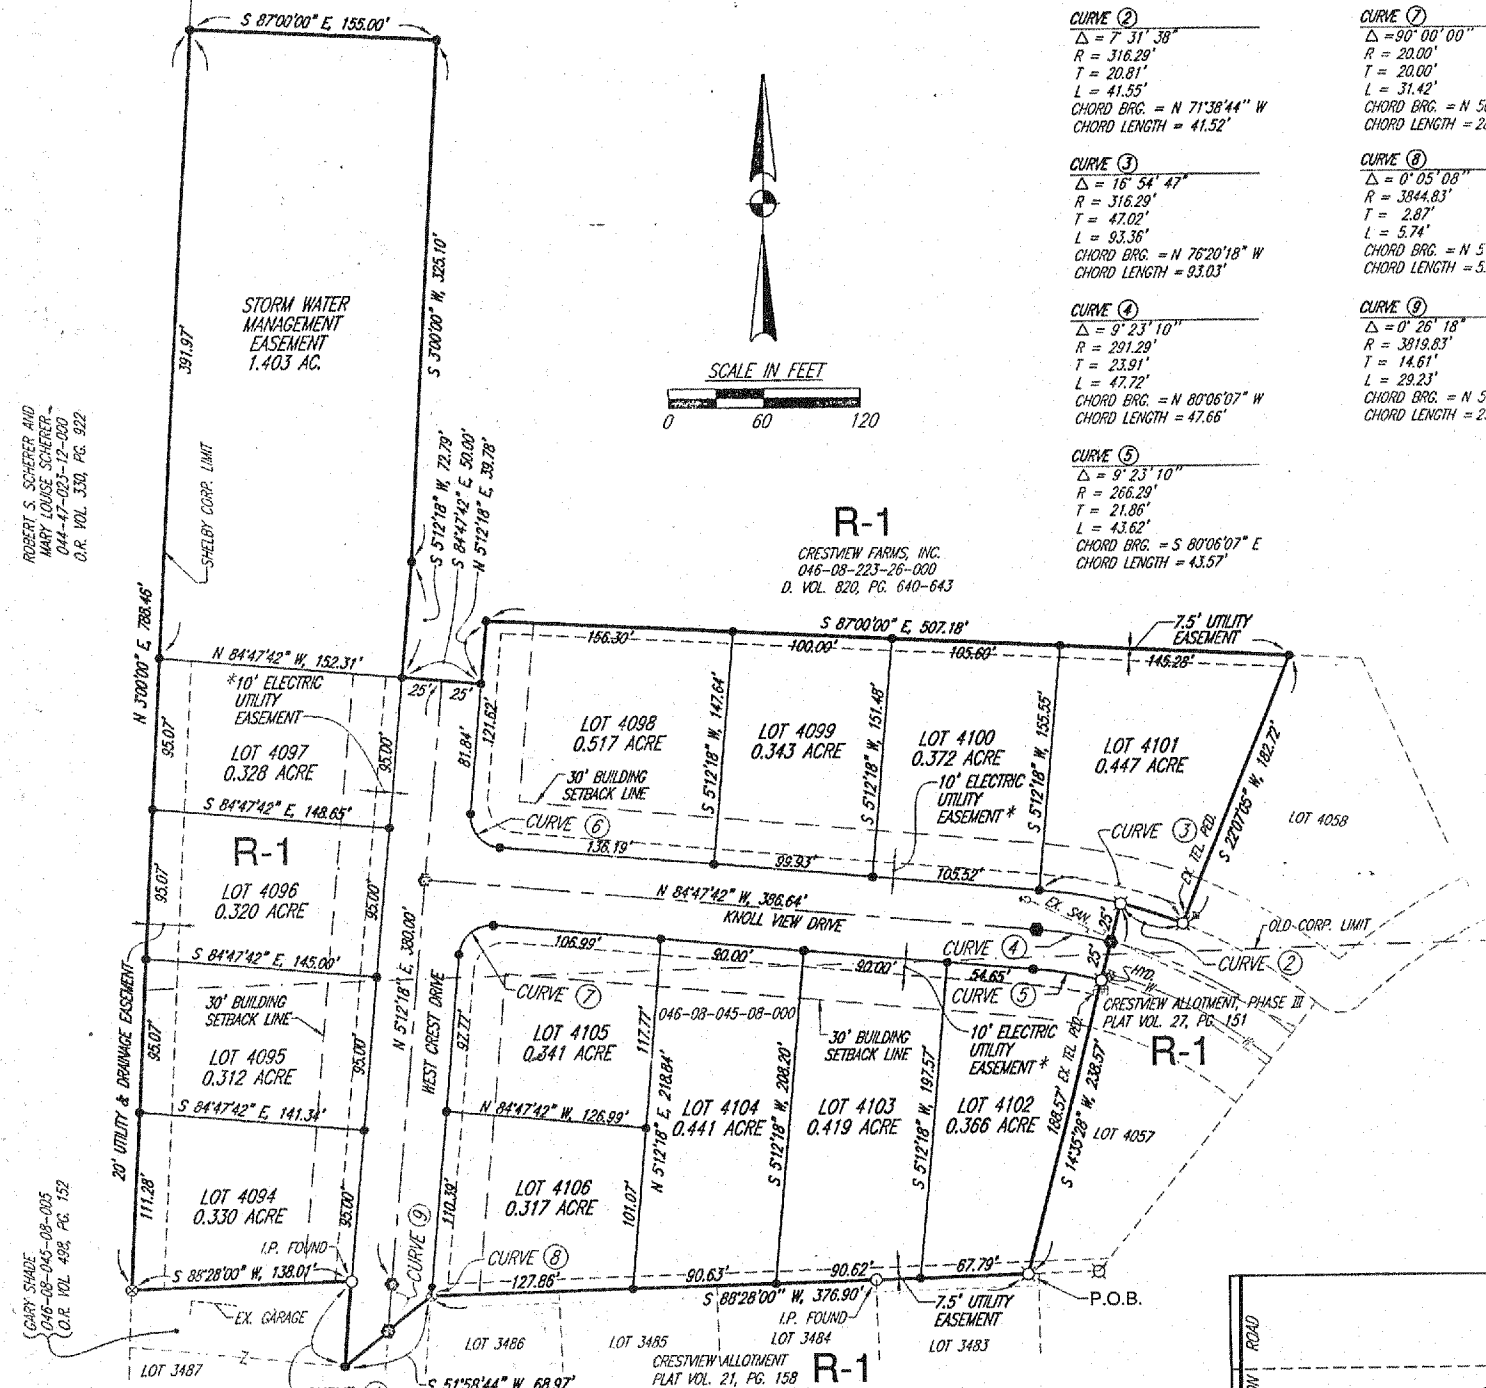 S 87°00'00" E, 155.00'
391.97'
STORM WATER
MANAGEMENT
EASEMENT
1.403 AC.
S 3°00'00" W, 325.10'
SCALE IN FEET
0 60 120
CURVE ②
Δ = 7° 31' 38"
R = 316.29'
T = 20.81'
L = 41.55'
CHORD BRG. = N 71°38'44" W
CHORD LENGTH = 41.52'
CURVE ③
Δ = 16° 54' 47"
R = 316.29'
T = 47.02'
L = 93.36'
CHORD BRG. = N 76°20'18" W
CHORD LENGTH = 93.03'
CURVE ④
Δ = 9° 23' 10"
R = 291.29'
T = 23.91'
L = 47.72'
CHORD BRG. = N 80°06'07" W
CHORD LENGTH = 47.66'
CURVE ⑤
Δ = 9° 23' 10"
R = 266.29'
T = 21.86'
L = 43.62'
CHORD BRG. = S 80°06'07" E
CHORD LENGTH = 43.57'
CURVE ⑦
Δ = 90° 00' 00"
R = 20.00'
T = 20.00'
L = 31.42'
CHORD BRG. = N
CHORD LENGTH =
CURVE ⑧
Δ = 0° 05' 08"
R = 3844.83'
T = 2.87'
L = 5.74'
CHORD BRG. = N
CHORD LENGTH =
CURVE ⑨
Δ = 0° 26' 18"
R = 3819.83'
T = 14.61'
L = 29.23'
CHORD BRG. = N
CHORD LENGTH =
ROBERT S. SCHERER AND
MARY LOUISE SCHERER
044-47-023-12-000
O.R. VOL. 330, PG. 922
SHELBY CORP. LIMIT
S 5°12'18" W, 72.79'
S 84°47'42" E, 50.00'
N 5°12'18" E, 39.78'
R-1
CRESTVIEW FARMS, INC.
046-08-223-26-000
D. VOL. 820, PG. 640-643
N 3°00'00" E, 788.46'
N 84°47'42" W, 152.31'
25' 25'
*10' ELECTRIC
UTILITY
EASEMENT
LOT 4097
0.328 ACRE
95.07'
95.00'
S 84°47'42" E, 148.65'
R-1
LOT 4096
0.320 ACRE
95.07'
95.00'
S 84°47'42" E, 145.00'
30' BUILDING
SETBACK LINE
LOT 4095
0.312 ACRE
95.07'
95.00'
S 84°47'42" E, 141.34'
20' UTILITY & DRAINAGE EASEMENT
LOT 4094
0.330 ACRE
111.28'
95.00'
I.P. FOUND
S 88°28'00" W, 138.01'
EX. GARAGE
GARY SHADE
046-08-045-08-005
O.R. VOL. 498, PG. 152
LOT 3487
S 51°58'44" W, 68.97'
S 87°00'00" E, 507.18'
156.30'
100.00'
105.60'
145.28'
7.5' UTILITY
EASEMENT
121.62'
81.84'
LOT 4098
0.517 ACRE
30' BUILDING
SETBACK LINE
CURVE ⑥
136.19'
S 5°12'18" W, 147.64'
LOT 4099
0.343 ACRE
99.93'
S 5°12'18" W, 151.48'
LOT 4100
0.372 ACRE
10' ELECTRIC
UTILITY
EASEMENT *
105.52'
S 5°12'18" W, 155.55'
LOT 4101
0.447 ACRE
CURVE ③
EX. TEL. PED.
S 22°07'05" W, 182.72'
LOT 4058
N 84°47'42" W, 386.64'
KNOLL VIEW DRIVE
EX. SAN.
25'
25'
OLD CORP. LIMIT
CURVE ④
CURVE ②
HYD.
W
N 5°12'18" E, 380.00'
WEST CREST DRIVE
106.99'
90.00'
90.00'
54.65'
CURVE ⑤
CURVE ⑦
97.77'
LOT 4105
0.341 ACRE
117.77'
046-08-045-08-000
30' BUILDING
SETBACK LINE
10' ELECTRIC
UTILITY
EASEMENT *
CRESTVIEW ALLOTMENT, PHASE III
PLAT VOL. 27, PG. 151
R-1
N 84°47'42" W, 126.99'
N 5°12'18" E, 218.84'
LOT 4104
0.441 ACRE
S 5°12'18" W, 208.20'
LOT 4103
0.419 ACRE
S 5°12'18" W, 197.57'
LOT 4102
0.366 ACRE
188.57' EX. TEL. PED.
S 14°35'28" W, 238.57'
LOT 4057
110.39'
LOT 4106
0.317 ACRE
101.07'
CURVE ⑨
CURVE ⑧
127.86'
90.63'
90.62'
67.79'
S 88°28'00" W, 376.90'
I.P. FOUND
7.5' UTILITY
EASEMENT
P.O.B.
LOT 3486
LOT 3485
LOT 3484
LOT 3483
CRESTVIEW ALLOTMENT
PLAT VOL. 21, PG. 158
R-1
ROAD